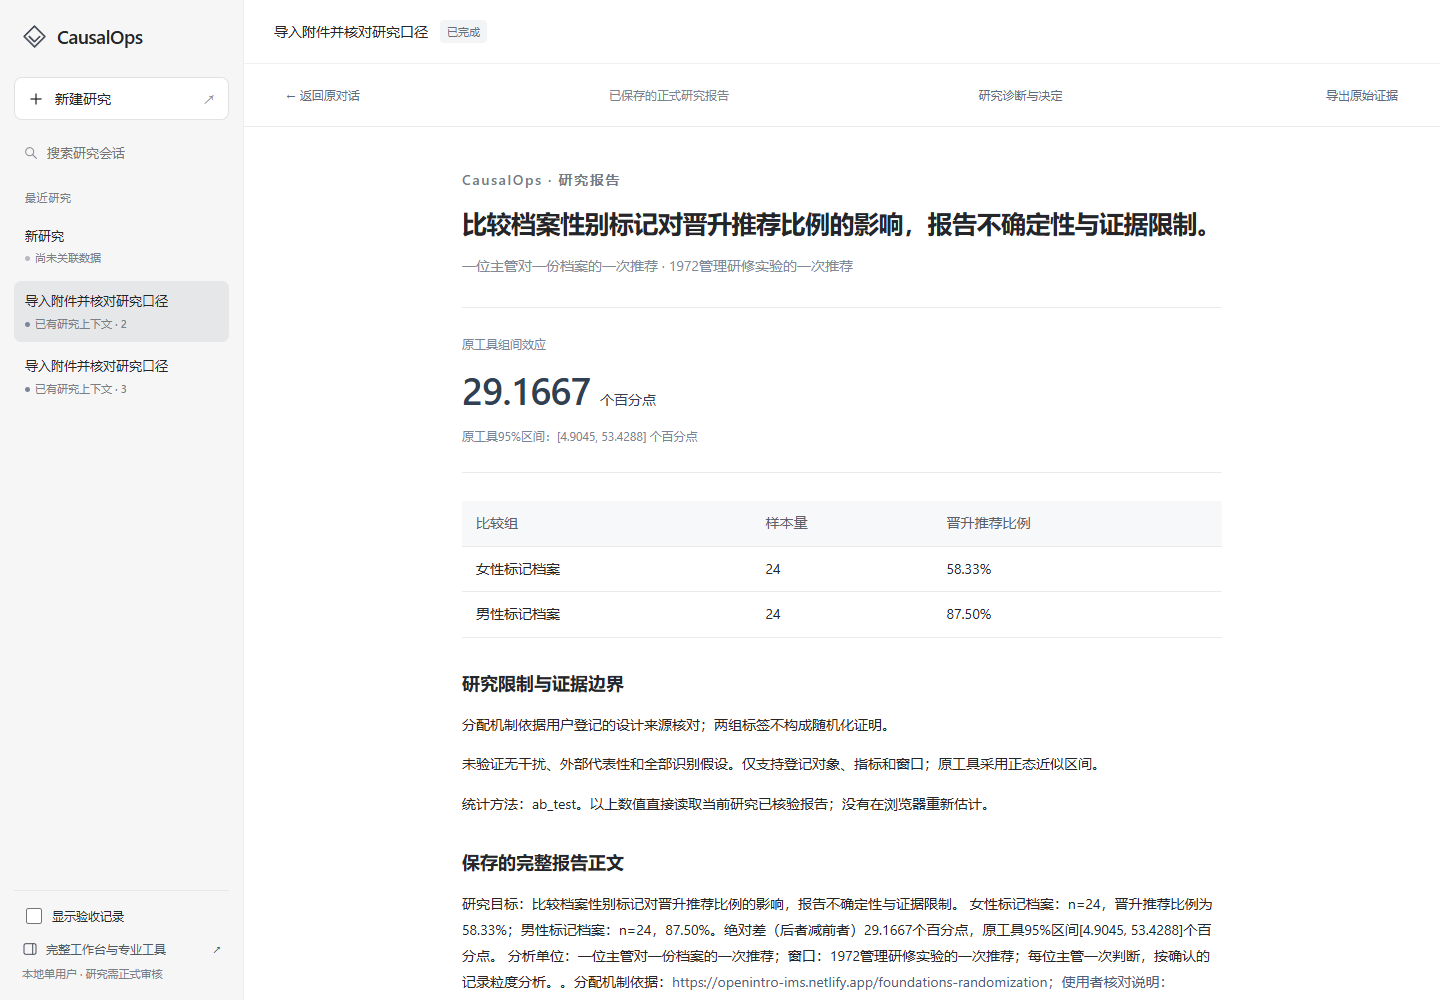 CausalOps
新建研究
搜索研究会话
最近研究
新研究
尚未关联数据
导入附件并核对研究口径
已有研究上下文 · 2
导入附件并核对研究口径
已有研究上下文 · 3
显示验收记录
完整工作台与专业工具
本地单用户 · 研究需正式审核
导入附件并核对研究口径 已完成
← 返回原对话 已保存的正式研究报告 研究诊断与决定 导出原始证据
CausalOps · 研究报告
比较档案性别标记对晋升推荐比例的影响，报告不确定性与证据限制。
一位主管对一份档案的一次推荐 · 1972管理研修实验的一次推荐
原工具组间效应
29.1667 个百分点
原工具95%区间：[4.9045, 53.4288] 个百分点
比较组 样本量 晋升推荐比例
女性标记档案 24 58.33%
男性标记档案 24 87.50%
研究限制与证据边界
分配机制依据用户登记的设计来源核对；两组标签不构成随机化证明。
未验证无干扰、外部代表性和全部识别假设。仅支持登记对象、指标和窗口；原工具采用正态近似区间。
统计方法：ab_test。以上数值直接读取当前研究已核验报告；没有在浏览器重新估计。
保存的完整报告正文
研究目标：比较档案性别标记对晋升推荐比例的影响，报告不确定性与证据限制。 女性标记档案：n=24，晋升推荐比例为
58.33%；男性标记档案：n=24，87.50%。绝对差（后者减前者）29.1667个百分点，原工具95%区间[4.9045, 53.4288]个百
分点。 分析单位：一位主管对一份档案的一次推荐；窗口：1972管理研修实验的一次推荐；每位主管一次判断，按确认的
记录粒度分析。。分配机制依据：https://openintro-ims.netlify.app/foundations-randomization；使用者核对说明：